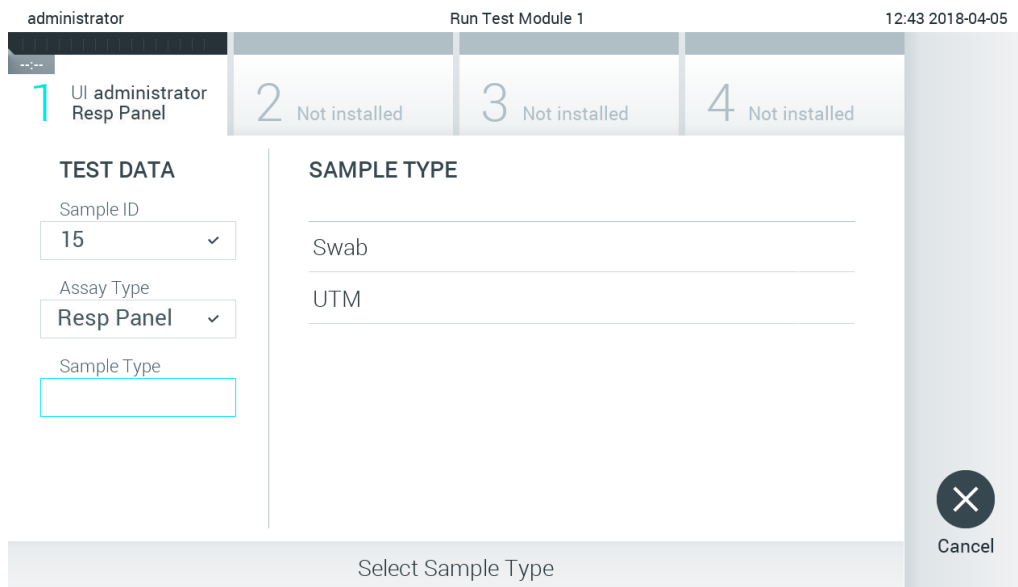 administrator Run Test Module 1 12:43 2018-04-05
--:--
1 UI administrator
Resp Panel
2 Not installed
3 Not installed
4 Not installed
TEST DATA
Sample ID
15
Assay Type
Resp Panel
Sample Type
SAMPLE TYPE
Swab
UTM
Cancel
Select Sample Type